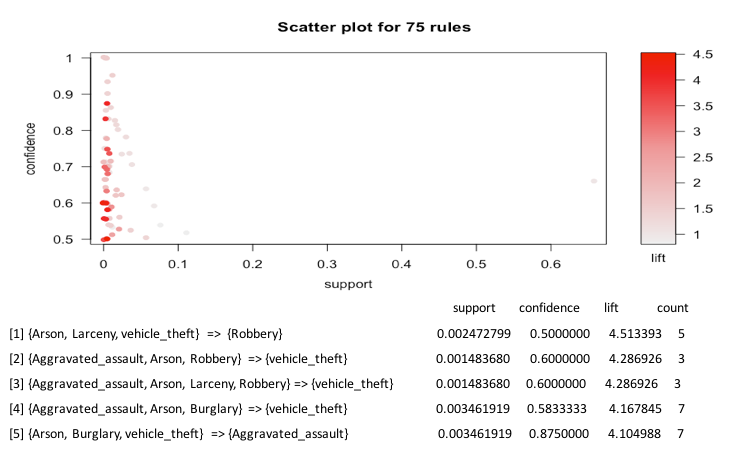 Scatter plot for 75 rules
1
0.9
0.8
0.7
0.6
0.5
confidence
0 0.1 0.2 0.3 0.4 0.5 0.6
support
4.5
4
3.5
3
2.5
2
1.5
1
lift
support confidence lift count
[1] {Arson, Larceny, vehicle_theft} => {Robbery} 0.002472799 0.5000000 4.513393 5
[2] {Aggravated_assault, Arson, Robbery} => {vehicle_theft} 0.001483680 0.6000000 4.286926 3
[3] {Aggravated_assault, Arson, Larceny, Robbery} => {vehicle_theft} 0.001483680 0.6000000 4.286926 3
[4] {Aggravated_assault, Arson, Burglary} => {vehicle_theft} 0.003461919 0.5833333 4.167845 7
[5] {Arson, Burglary, vehicle_theft} => {Aggravated_assault} 0.003461919 0.8750000 4.104988 7